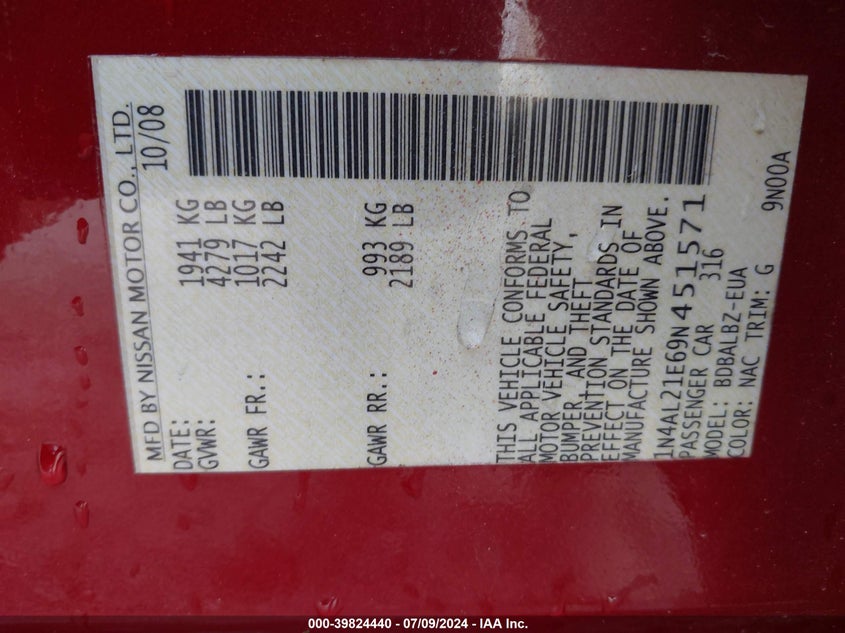 MFD BY NISSAN MOTOR CO., LTD.
DATE: 10/08
GVWR: 1941 KG
4279 LB
GAWR FR.: 1017 KG
2242 LB
GAWR RR.: 993 KG
2189 LB
THIS VEHICLE CONFORMS TO
ALL APPLICABLE FEDERAL
MOTOR VEHICLE SAFETY,
BUMPER, AND THEFT
PREVENTION STANDARDS IN
EFFECT ON THE DATE OF
MANUFACTURE SHOWN ABOVE.
1N4AL21E69N451571
PASSENGER CAR 316
MODEL: BDBALBZ-EUA
COLOR: NAC TRIM: G 9N00A
000-39824440 - 07/09/2024 - IAA Inc.